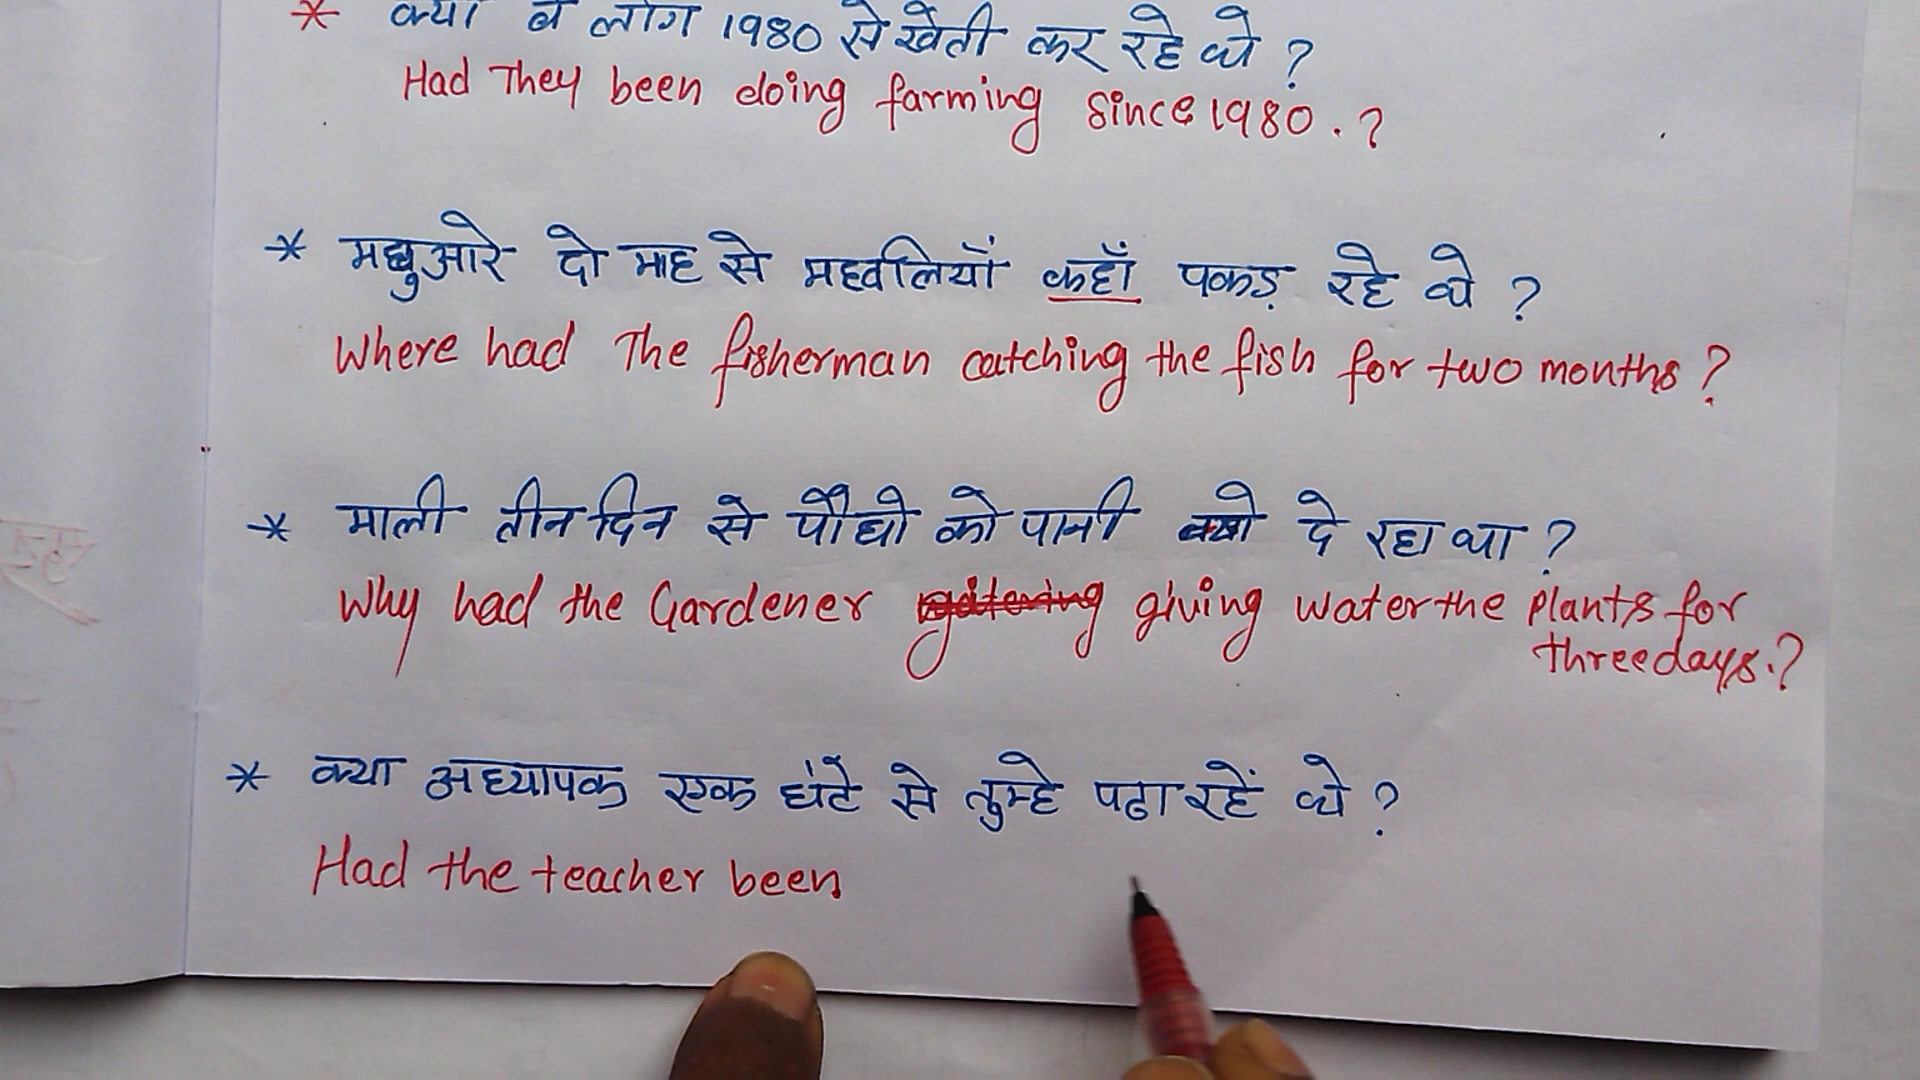 * क्या वे लोग 1980 से खेती कर रहे थे ?
Had They been doing farming since 1980 . ?
* मछुआरे दो माह से मछलियाँ कहाँ पकड़ रहे थे ?
Where had The fisherman catching the fish for two months ?
* माली तीन दिन से पौधो को पानी क्यो दे रहा था ?
Why had the Gardener giving water the plants for
three days . ?
* क्या अध्यापक एक घंटे से तुम्हे पढा रहें थे ?
Had the teacher been